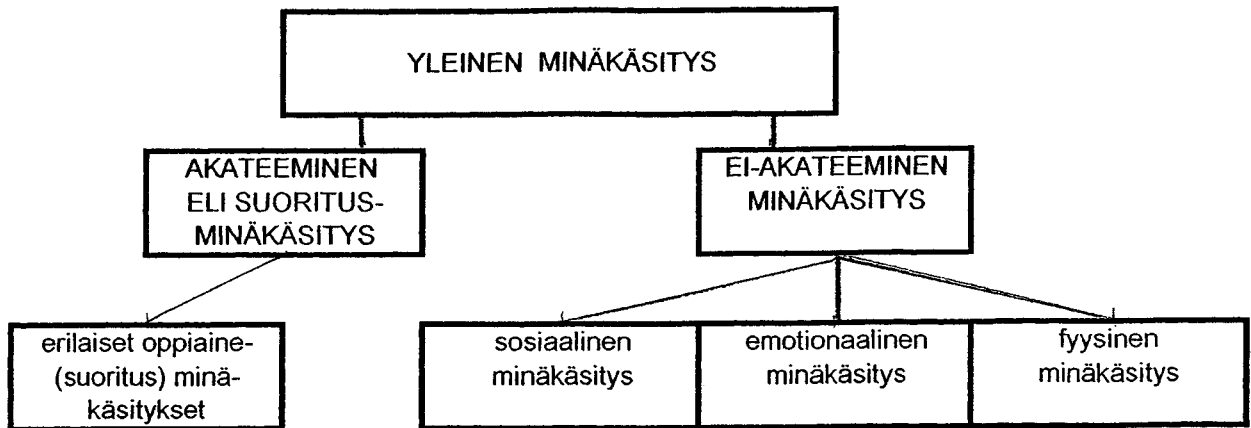 YLEINEN MINÄKÄSITYS
AKATEEMINEN
ELI SUORITUS-
MINÄKÄSITYS
EI-AKATEEMINEN
MINÄKÄSITYS
erilaiset oppiaine-
(suoritus) minä-
käsitykset
sosiaalinen
minäkäsitys
emotionaalinen
minäkäsitys
fyysinen
minäkäsitys